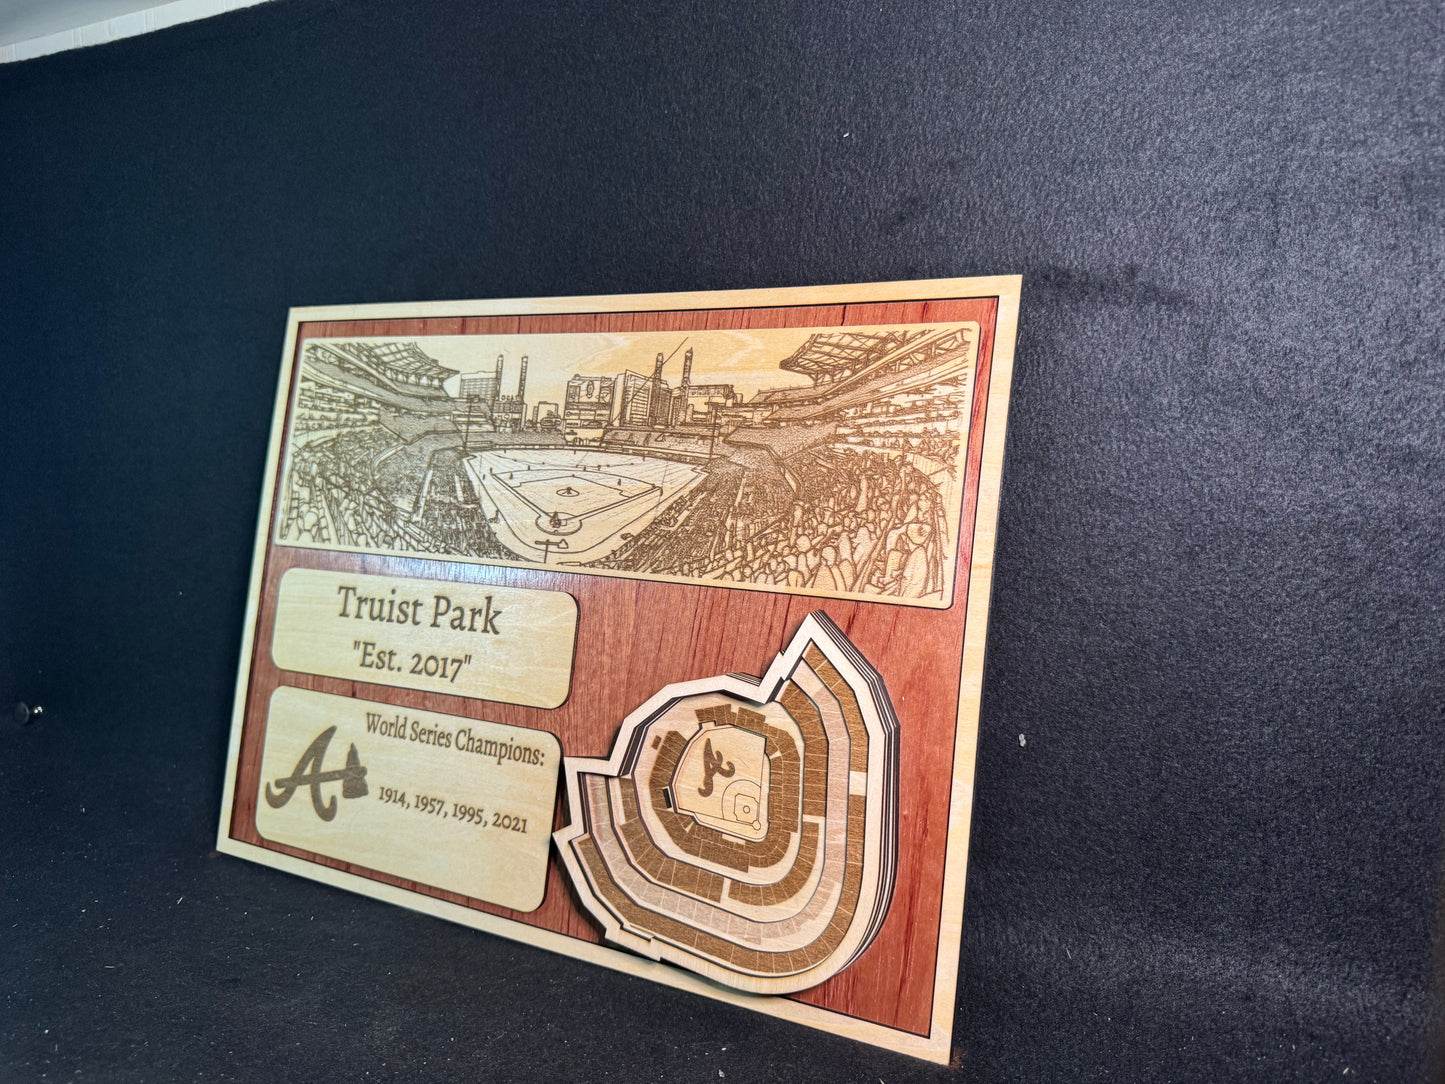 Truist Park
"Est. 2017"
World Series Champions:
1914, 1957, 1995, 2021
A
A